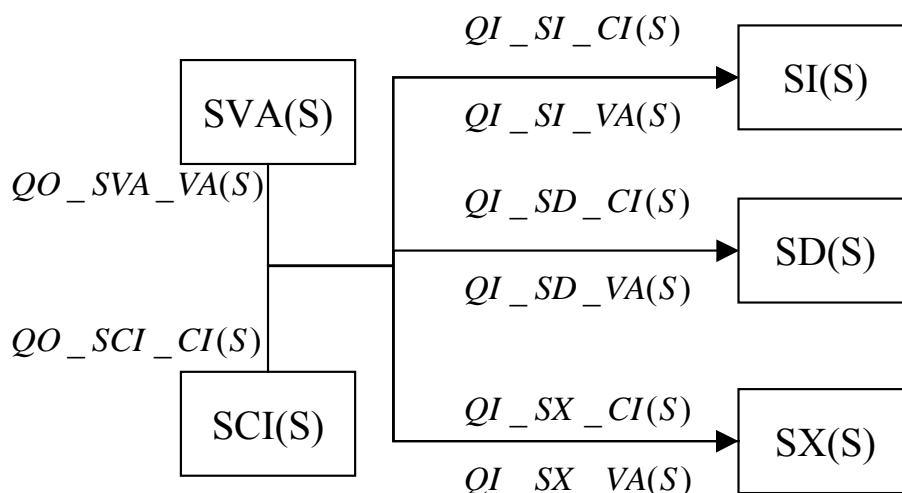 QI _ SI _ CI(S)
SI(S)
SVA(S)
QI _ SI _ VA(S)
QO _ SVA _ VA(S)
QI _ SD _ CI(S)
SD(S)
QI _ SD _ VA(S)
QO _ SCI _ CI(S)
SCI(S)
QI _ SX _ CI(S)
SX(S)
QI _ SX _ VA(S)